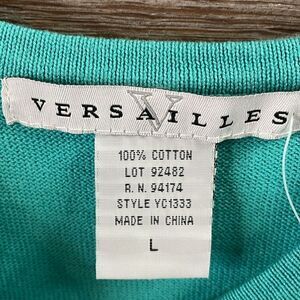 VERSAILLES
100% COTTON
LOT 92482
R. N. 94174
STYLE YC1333
MADE IN CHINA
L